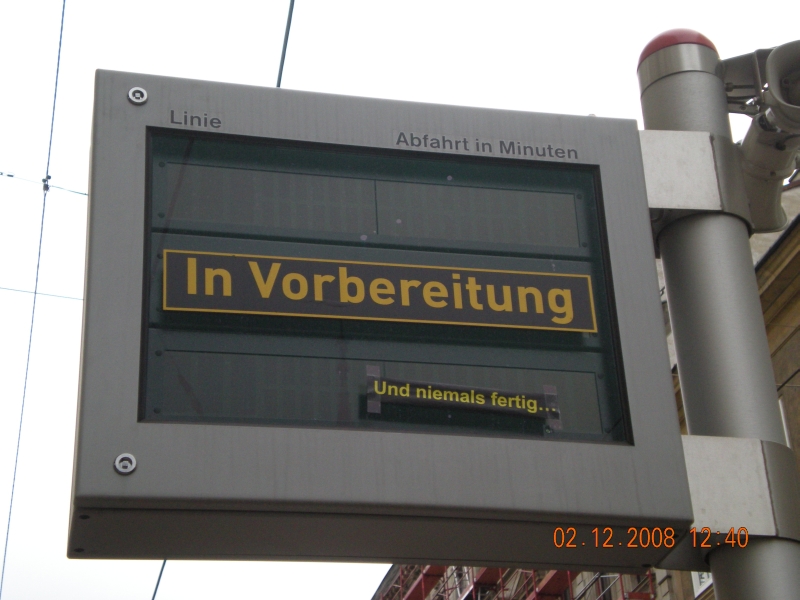 Linie
Abfahrt in Minuten
In Vorbereitung
Und niemals fertig...
02.12.2008 12:40